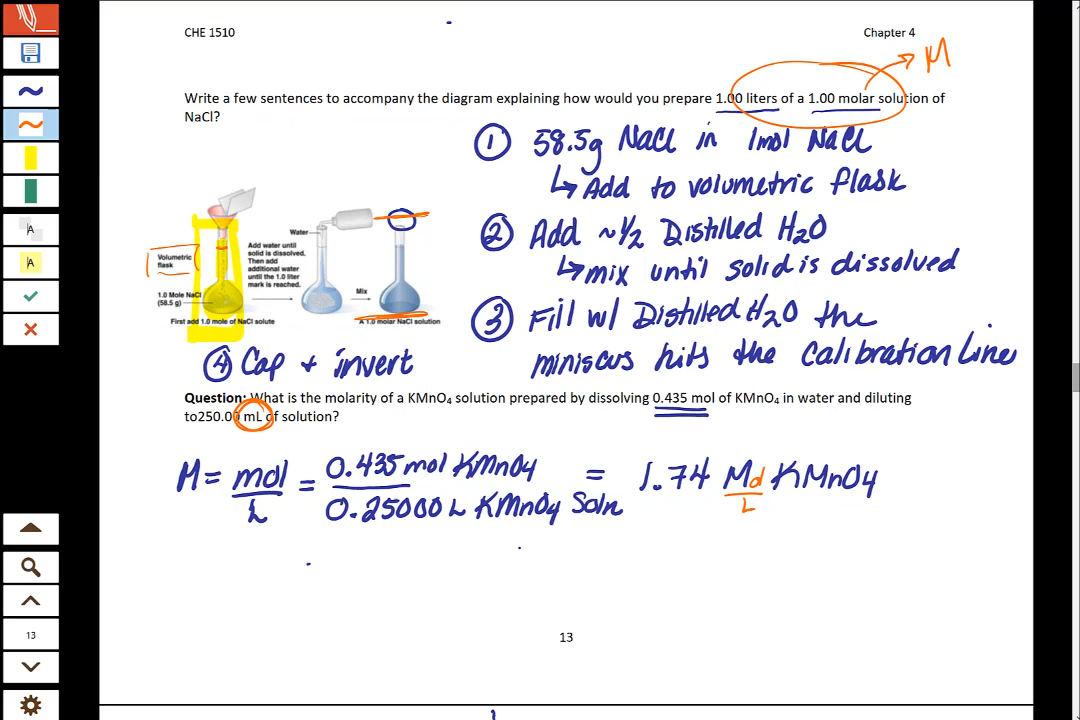 CHE 1510
Chapter 4
M
Write a few sentences to accompany the diagram explaining how would you prepare 1.00 liters of a 1.00 molar solution of
NaCl?
① 58.5g NaCl in 1mol NaCl
↳ Add to volumetric flask
② Add ~1/2 Distilled H2O
↳ mix until solid is dissolved
③ Fill w/ Distilled H2O the
miniscus hits the calibration line
Volumetric
flask
1.0 Mole NaCl
(58.5 g)
First add 1.0 mole of NaCl solute
Add water until
solid is dissolved.
Then add
additional water
until the 1.0 liter
mark is reached.
Water
Mix
A 1.0 molar NaCl solution
④ Cap + invert
Question: What is the molarity of a KMnO₄ solution prepared by dissolving 0.435 mol of KMnO₄ in water and diluting
to250.00 mL of solution?
M = mol/L = 0.435 mol KMnO4 / 0.25000 L KMnO4 Soln = 1.74 Mol/L KMnO4
13
A
A
13